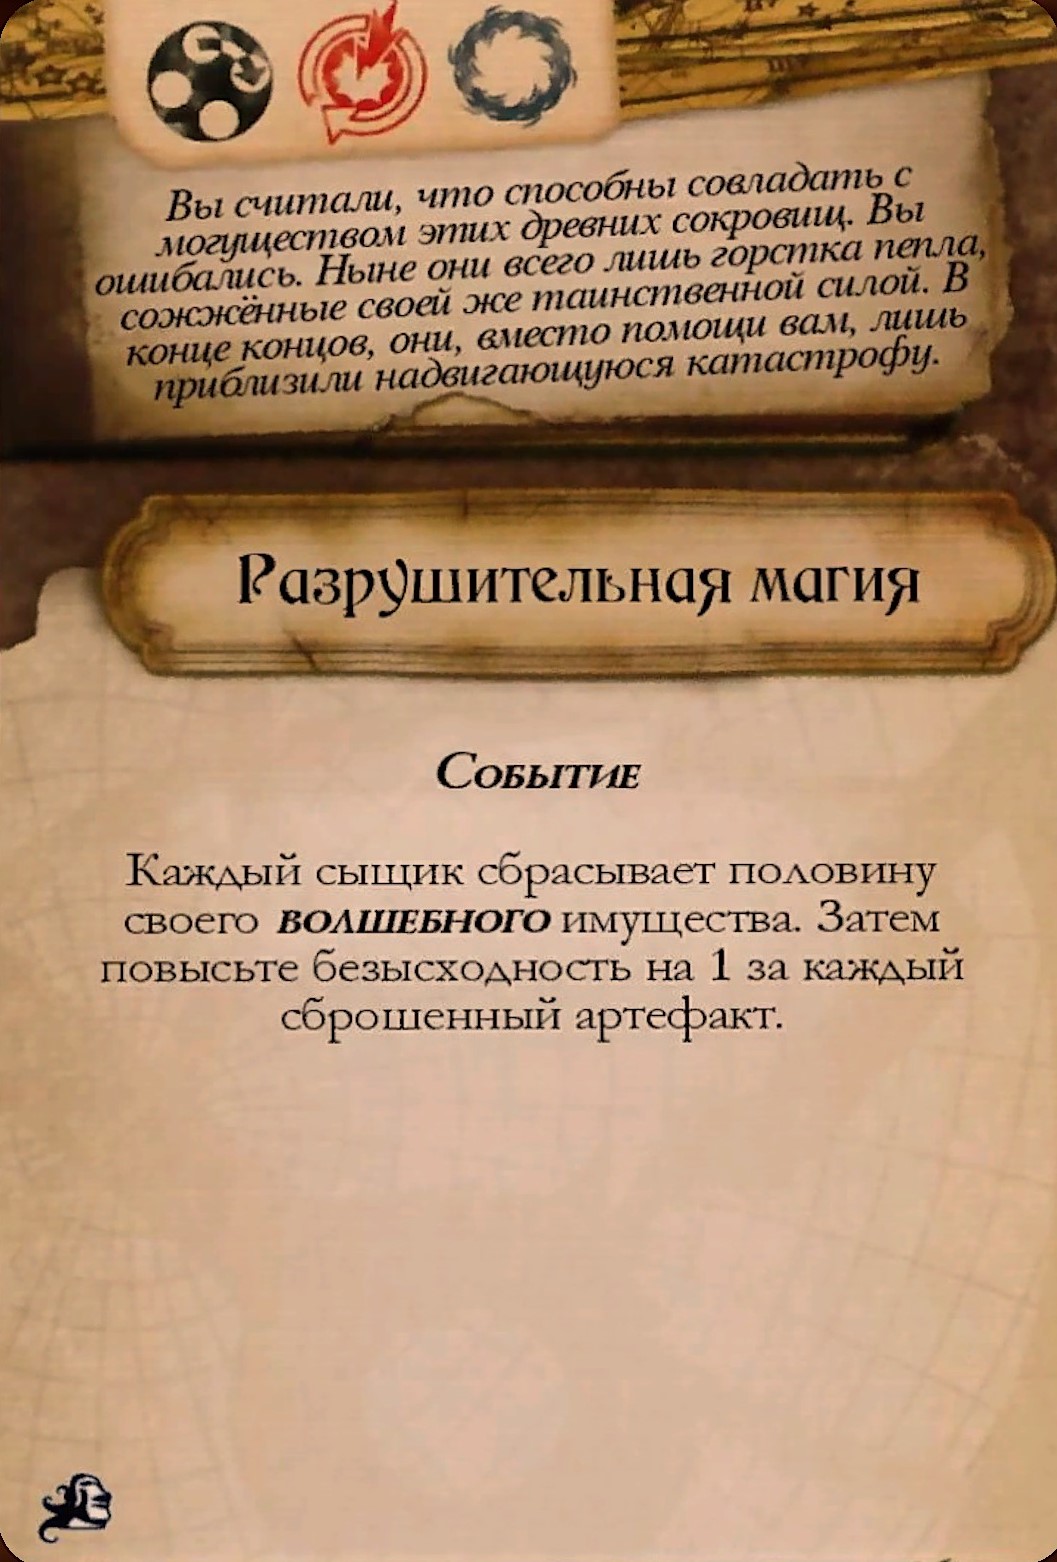 Вы считали, что способны совладать с
могуществом этих древних сокровищ. Вы
ошибались. Ныне они всего лишь горстка пепла,
сожжённые своей же таинственной силой. В
конце концов, они, вместо помощи вам, лишь
приблизили надвигающуюся катастрофу.
Разрушительная магия
Событие
Каждый сыщик сбрасывает половину
своего ВОЛШЕБНОГО имущества. Затем
повысьте безысходность на 1 за каждый
сброшенный артефакт.